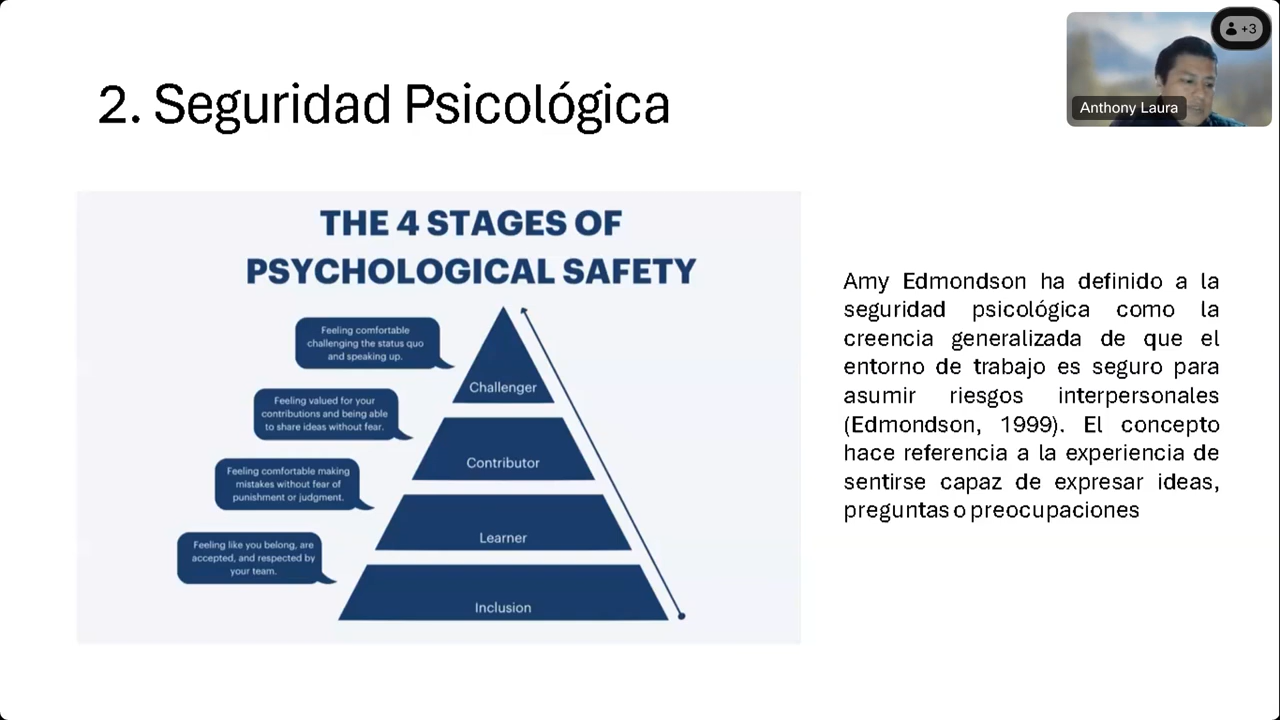 2. Seguridad Psicológica
+3
Anthony Laura
THE 4 STAGES OF
PSYCHOLOGICAL SAFETY
Feeling comfortable
challenging the status quo
and speaking up.
Challenger
Feeling valued for your
contributions and being able
to share ideas without fear.
Contributor
Feeling comfortable making
mistakes without fear of
punishment or judgment.
Learner
Feeling like you belong, are
accepted, and respected by
your team.
Inclusion
Amy Edmondson ha definido a la
seguridad psicológica como la
creencia generalizada de que el
entorno de trabajo es seguro para
asumir riesgos interpersonales
(Edmondson, 1999). El concepto
hace referencia a la experiencia de
sentirse capaz de expresar ideas,
preguntas o preocupaciones